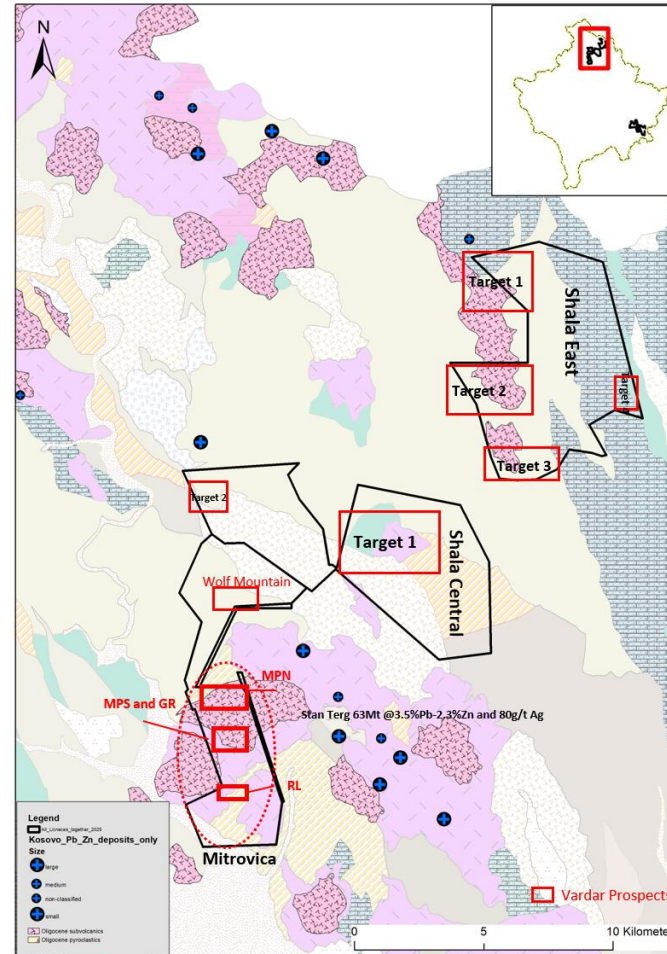 N
Target 1
Shala East
Target 2
Target 4
Target 3
Target 2
Target 1
Shala Central
Wolf Mountain
MPN
MPS and GR
Stan Terg 63Mt @3.5%Pb-2.3%Zn and 80g/t Ag
RL
Mitrovica
Legend
Kosovo_Pb_Zn_deposits_only
Size
large
medium
non-classified
small
Oligocene subvolcanics
Oligocene pyroclastics
Vardar Prospects
0 5 10 Kilomete